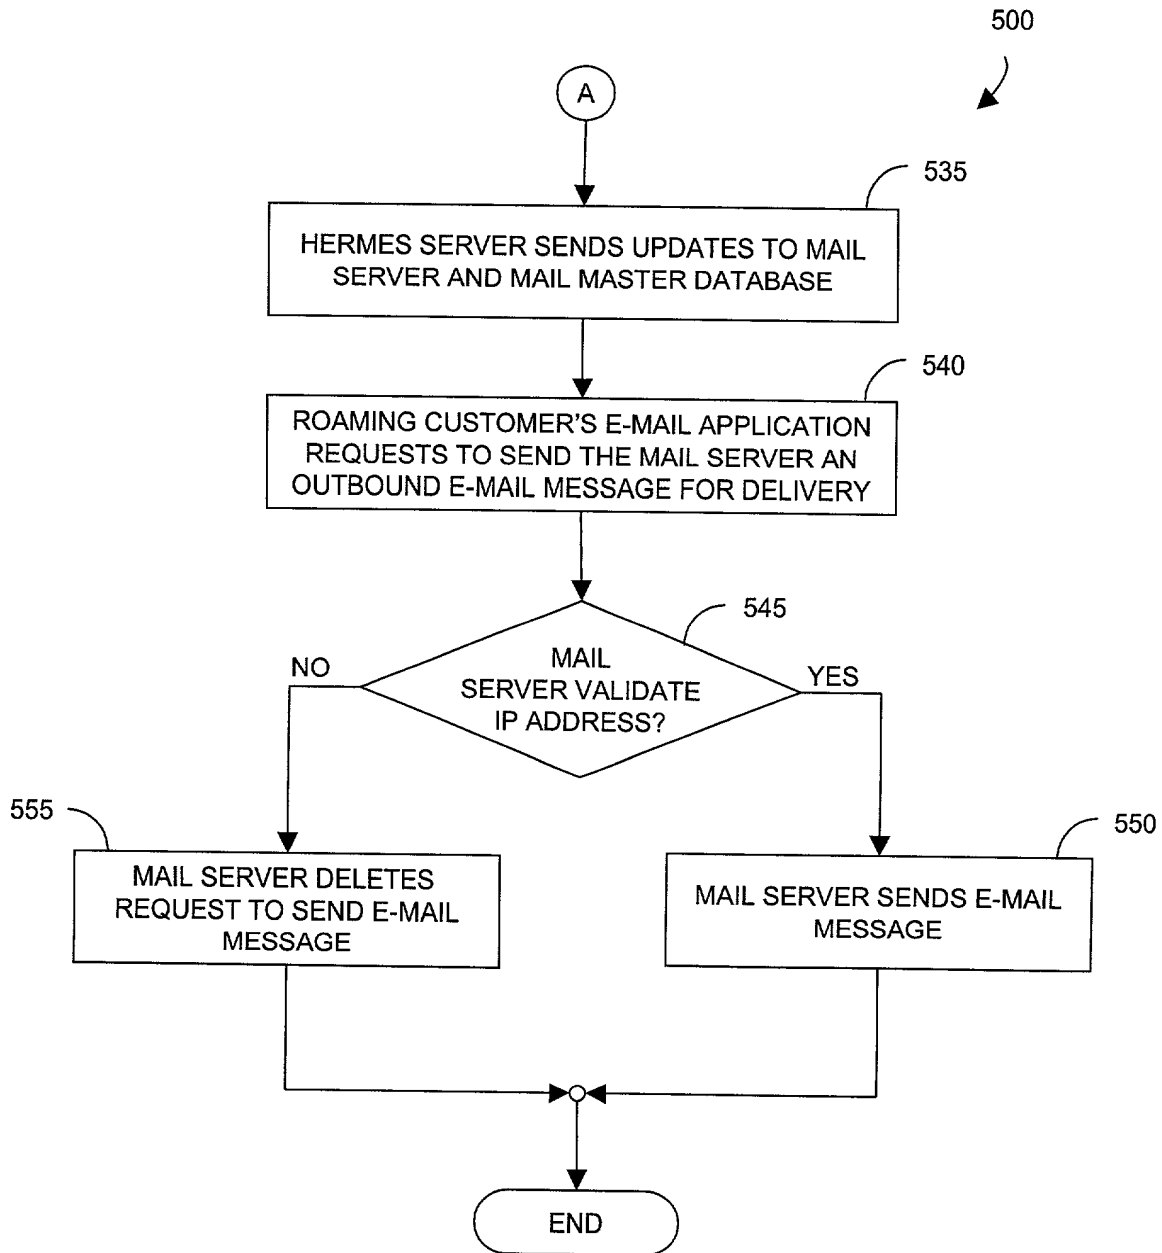 500
A
535
HERMES SERVER SENDS UPDATES TO MAIL
SERVER AND MAIL MASTER DATABASE
540
ROAMING CUSTOMER'S E-MAIL APPLICATION
REQUESTS TO SEND THE MAIL SERVER AN
OUTBOUND E-MAIL MESSAGE FOR DELIVERY
545
MAIL
SERVER VALIDATE
IP ADDRESS?
NO
YES
555
MAIL SERVER DELETES
REQUEST TO SEND E-MAIL
MESSAGE
550
MAIL SERVER SENDS E-MAIL
MESSAGE
END